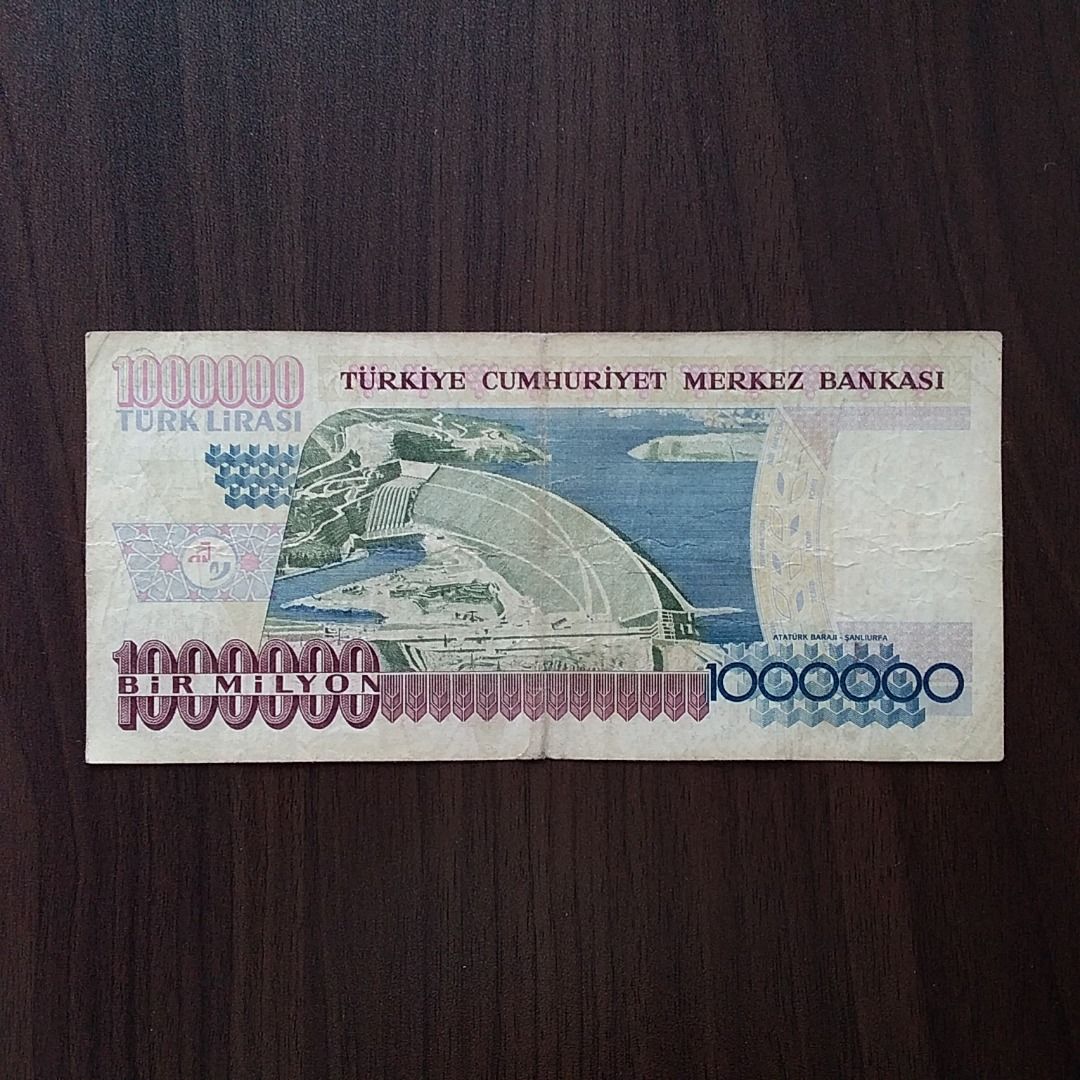 1000000
TÜRK LİRASI
TÜRKİYE CUMHURİYET MERKEZ BANKASI
ATATÜRK BARAJI - ŞANLIURFA
1000000
BİR MİLYON
1000000